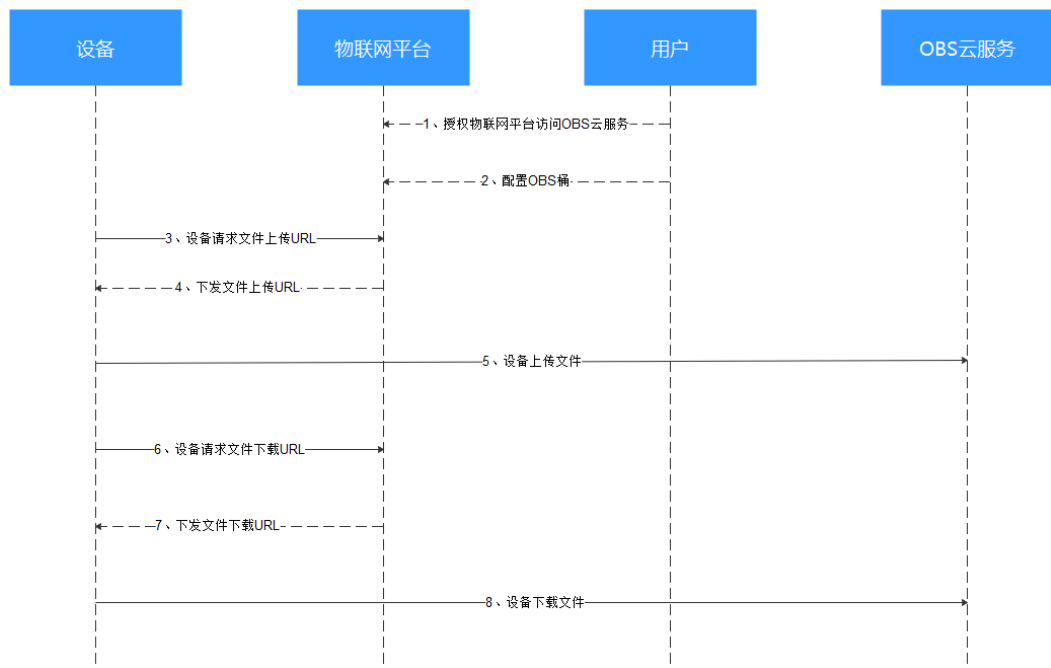 设备
物联网平台
用户
OBS云服务
1、授权物联网平台访问OBS云服务
2、配置OBS桶
3、设备请求文件上传URL
4、下发文件上传URL
5、设备上传文件
6、设备请求文件下载URL
7、下发文件下载URL
8、设备下载文件